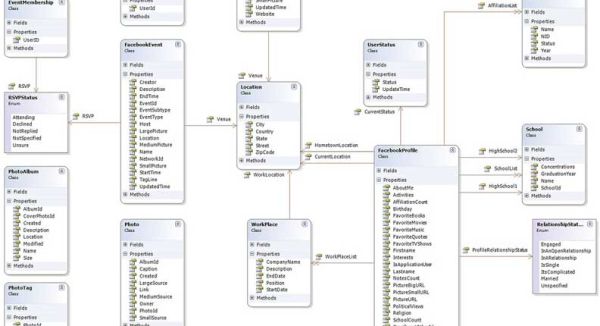 EventMembership
Class
Fields
Properties
UserID
Methods
RSVP
RSVPStatus
Enum
Attending
Declined
NotReplied
NotSpecified
Unsure
PhotoAlbum
Class
Fields
Properties
AlbumId
CoverPhotoId
Created
Description
Location
Modified
Name
Size
Methods
PhotoTag
Class
Fields
Properties
UserId
Methods
FacebookEvent
Class
Fields
Properties
Creator
Description
EndTime
EventId
EventSubtype
EventType
Host
LargePicture
Location
MediumPicture
Name
NetworkId
SmallPicture
StartTime
TagLine
UpdatedTime
Methods
RSVP
Venue
Photo
Class
Fields
Properties
AlbumId
Caption
Created
LargeSource
Link
MediumSource
Owner
PhotoId
SmallSource
Methods
UpdatedTime
Website
Methods
Venue
Location
Class
Fields
Properties
City
Country
State
Street
ZipCode
Methods
WorkLocation
HometownLocation
CurrentLocation
WorkPlace
Class
Fields
Properties
CompanyName
Description
EndDate
Position
StartDate
Methods
WorkPlaceList
UserStatus
Class
Fields
Properties
Status
UpdateTime
Methods
CurrentStatus
FacebookProfile
Class
Fields
Properties
AboutMe
Activities
AffiliationCount
Birthday
FavoriteBooks
FavoriteMovies
FavoriteMusic
FavoriteQuotes
FavoriteTVShows
Firstname
Interests
IsApplicationUser
Lastname
NotesCount
PictureBigURL
PictureSmallURL
PictureURL
PoliticalViews
Religion
SchoolCount
AffiliationList
Fields
Properties
Name
NID
Status
Year
Methods
HighSchool2
SchoolList
HighSchool1
School
Class
Fields
Properties
Concentrations
GraduationYear
Name
SchoolId
Methods
ProfileRelationshipStatus
RelationshipStat...
Enum
Engaged
InAnOpenRelationship
InARelationship
IsSingle
ItsComplicated
Married
Unspecified